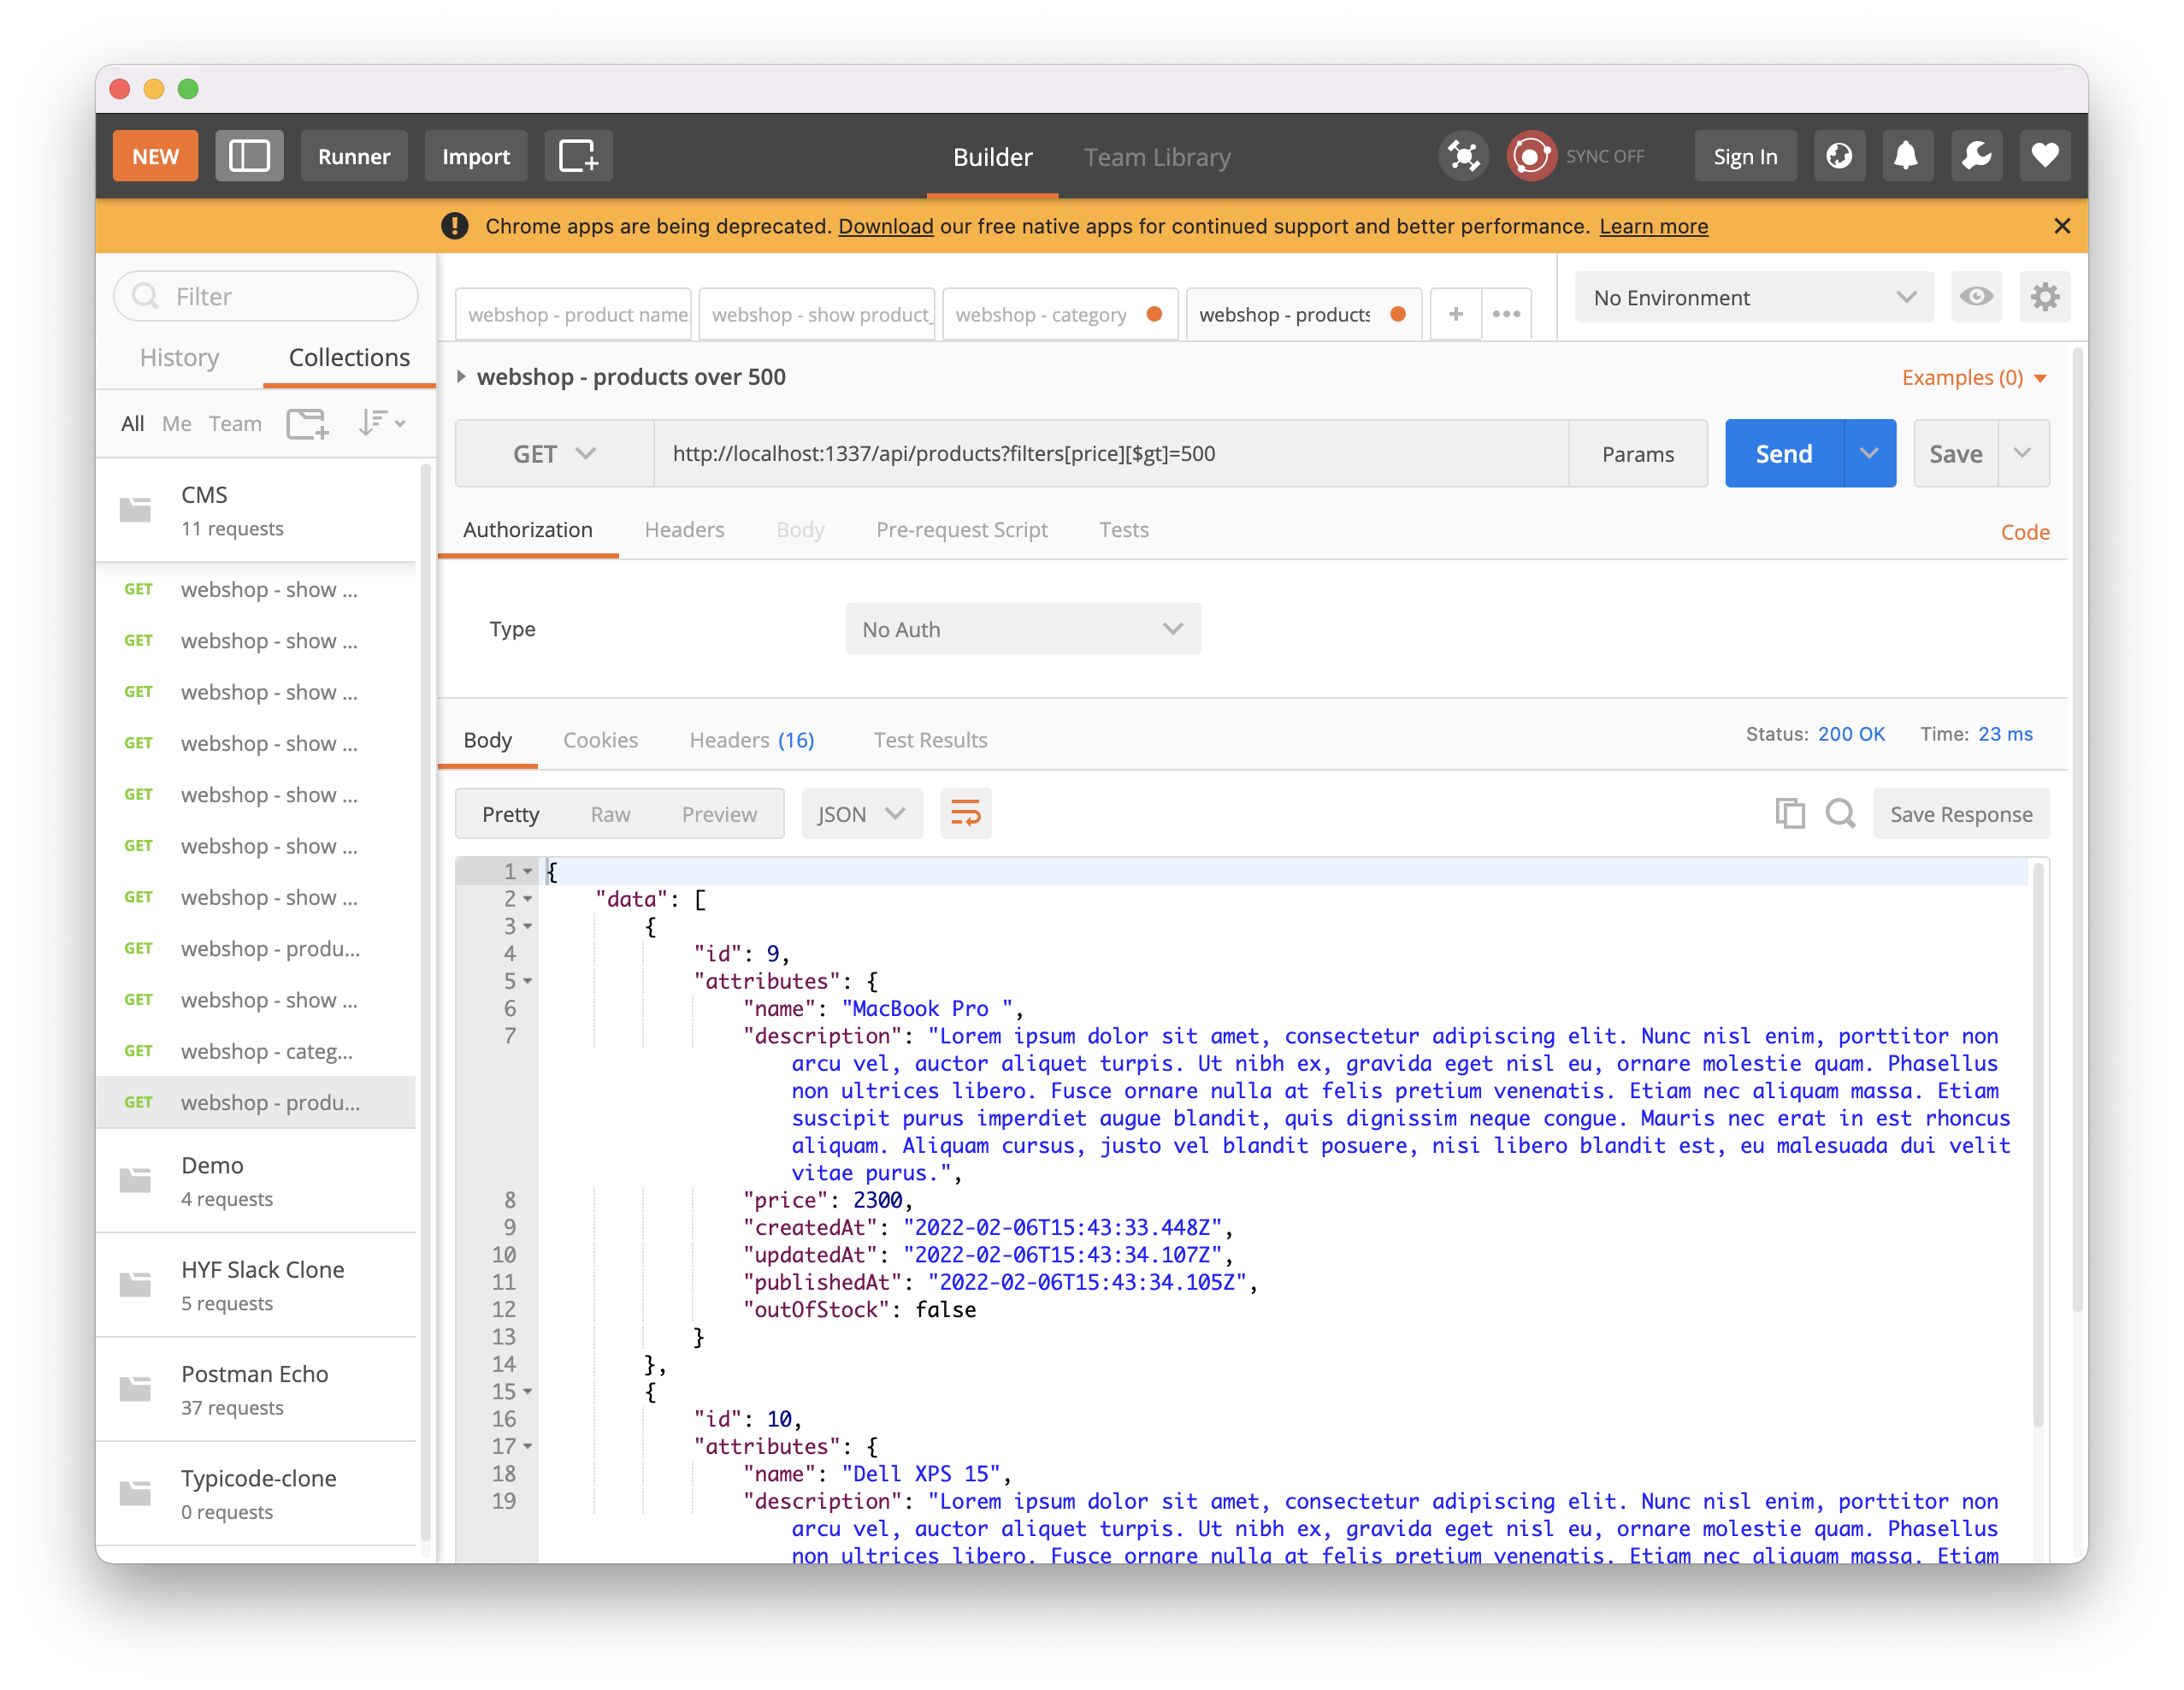 NEW Runner Import Builder Team Library SYNC OFF Sign In
! Chrome apps are being deprecated. Download our free native apps for continued support and better performance. Learn more
Filter
History Collections
All Me Team
CMS
11 requests
GET webshop - show ...
GET webshop - show ...
GET webshop - show ...
GET webshop - show ...
GET webshop - show ...
GET webshop - show ...
GET webshop - show ...
GET webshop - produ...
GET webshop - show ...
GET webshop - categ...
GET webshop - produ...
Demo
4 requests
HYF Slack Clone
5 requests
Postman Echo
37 requests
Typicode-clone
0 requests
webshop - product name webshop - show product_ webshop - category webshop - products + ••• No Environment
webshop - products over 500 Examples (0)
GET http://localhost:1337/api/products?filters[price][$gt]=500 Params Send Save
Authorization Headers Body Pre-request Script Tests Code
Type No Auth
Body Cookies Headers (16) Test Results Status: 200 OK Time: 23 ms
Pretty Raw Preview JSON Save Response
1 {
2 "data": [
3 {
4 "id": 9,
5 "attributes": {
6 "name": "MacBook Pro ",
7 "description": "Lorem ipsum dolor sit amet, consectetur adipiscing elit. Nunc nisl enim, porttitor non
arcu vel, auctor aliquet turpis. Ut nibh ex, gravida eget nisl eu, ornare molestie quam. Phasellus
non ultrices libero. Fusce ornare nulla at felis pretium venenatis. Etiam nec aliquam massa. Etiam
suscipit purus imperdiet augue blandit, quis dignissim neque congue. Mauris nec erat in est rhoncus
aliquam. Aliquam cursus, justo vel blandit posuere, nisi libero blandit est, eu malesuada dui velit
vitae purus.",
8 "price": 2300,
9 "createdAt": "2022-02-06T15:43:33.448Z",
10 "updatedAt": "2022-02-06T15:43:34.107Z",
11 "publishedAt": "2022-02-06T15:43:34.105Z",
12 "outOfStock": false
13 }
14 },
15 {
16 "id": 10,
17 "attributes": {
18 "name": "Dell XPS 15",
19 "description": "Lorem ipsum dolor sit amet, consectetur adipiscing elit. Nunc nisl enim, porttitor non
arcu vel, auctor aliquet turpis. Ut nibh ex, gravida eget nisl eu, ornare molestie quam. Phasellus
non ultrices libero. Fusce ornare nulla at felis pretium venenatis. Etiam nec aliquam massa. Etiam